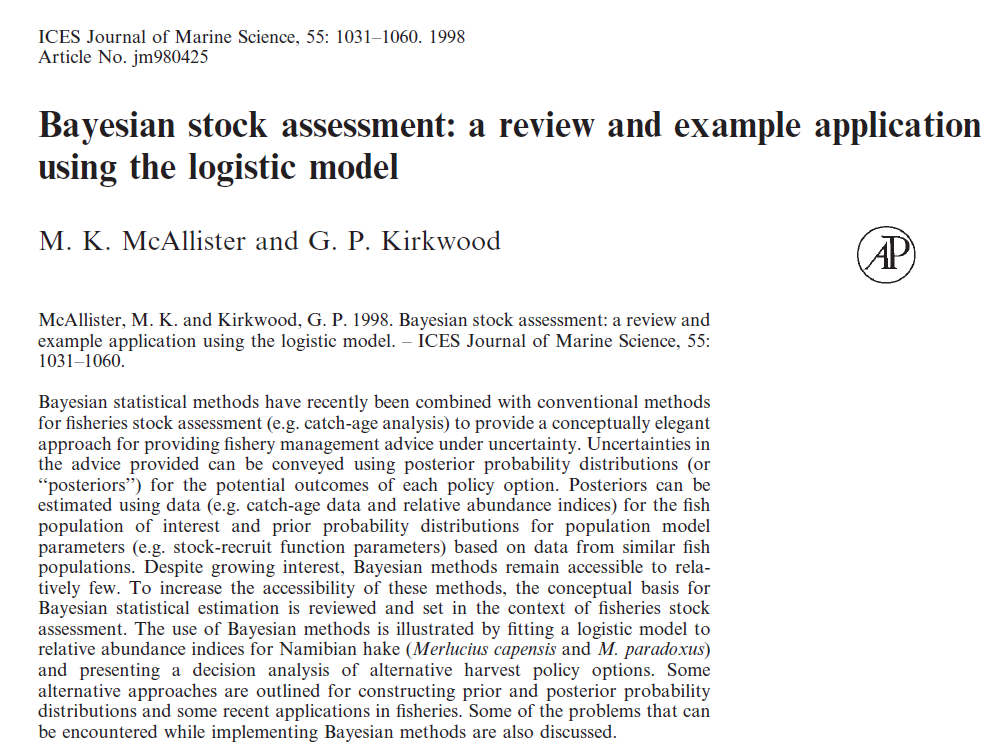 ICES Journal of Marine Science, 55: 1031–1060. 1998
Article No. jm980425
Bayesian stock assessment: a review and example application
using the logistic model
M. K. McAllister and G. P. Kirkwood
AP
McAllister, M. K. and Kirkwood, G. P. 1998. Bayesian stock assessment: a review and
example application using the logistic model. – ICES Journal of Marine Science, 55:
1031–1060.
Bayesian statistical methods have recently been combined with conventional methods
for fisheries stock assessment (e.g. catch-age analysis) to provide a conceptually elegant
approach for providing fishery management advice under uncertainty. Uncertainties in
the advice provided can be conveyed using posterior probability distributions (or
“posteriors”) for the potential outcomes of each policy option. Posteriors can be
estimated using data (e.g. catch-age data and relative abundance indices) for the fish
population of interest and prior probability distributions for population model
parameters (e.g. stock-recruit function parameters) based on data from similar fish
populations. Despite growing interest, Bayesian methods remain accessible to rela-
tively few. To increase the accessibility of these methods, the conceptual basis for
Bayesian statistical estimation is reviewed and set in the context of fisheries stock
assessment. The use of Bayesian methods is illustrated by fitting a logistic model to
relative abundance indices for Namibian hake (Merlucius capensis and M. paradoxus)
and presenting a decision analysis of alternative harvest policy options. Some
alternative approaches are outlined for constructing prior and posterior probability
distributions and some recent applications in fisheries. Some of the problems that can
be encountered while implementing Bayesian methods are also discussed.